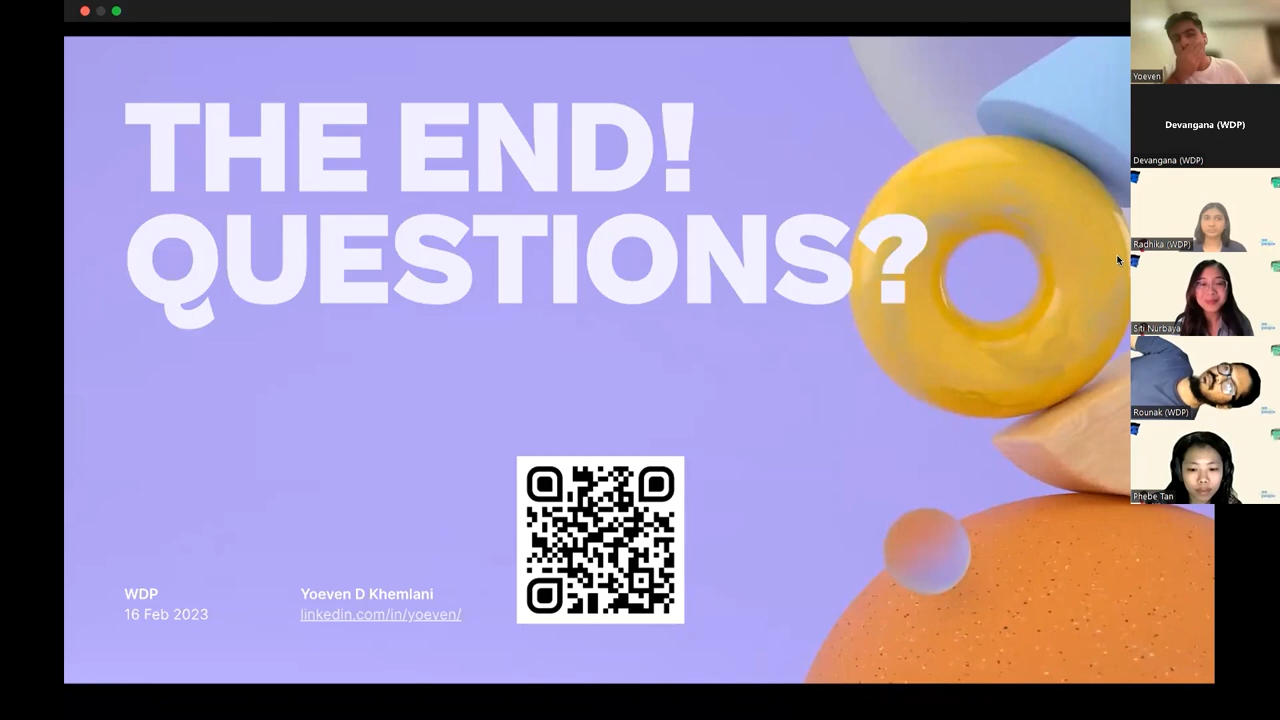 THE END!
QUESTIONS?
WDP
16 Feb 2023
Yoeven D Khemlani
linkedin.com/in/yoeven/
Yoeven
Devangana (WDP)
Devangana (WDP)
Radhika (WDP)
Siti Nurbaya
Rounak (WDP)
Phebe Tan